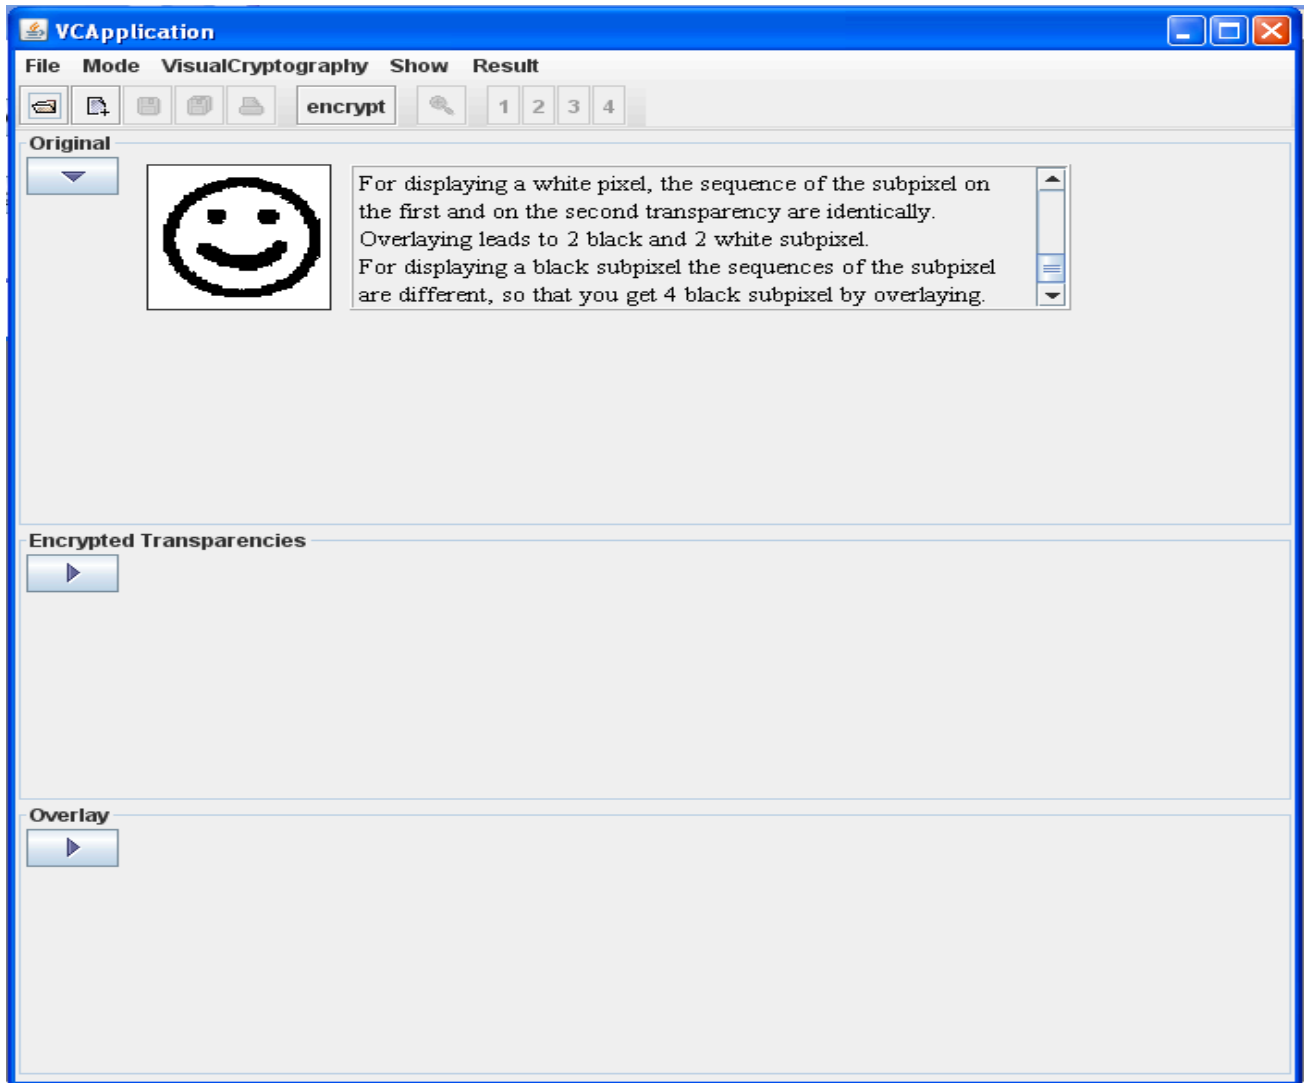 VCApplication
File Mode VisualCryptography Show Result
encrypt 1 2 3 4
Original
For displaying a white pixel, the sequence of the subpixel on
the first and on the second transparency are identically.
Overlaying leads to 2 black and 2 white subpixel.
For displaying a black subpixel the sequences of the subpixel
are different, so that you get 4 black subpixel by overlaying.
Encrypted Transparencies
Overlay